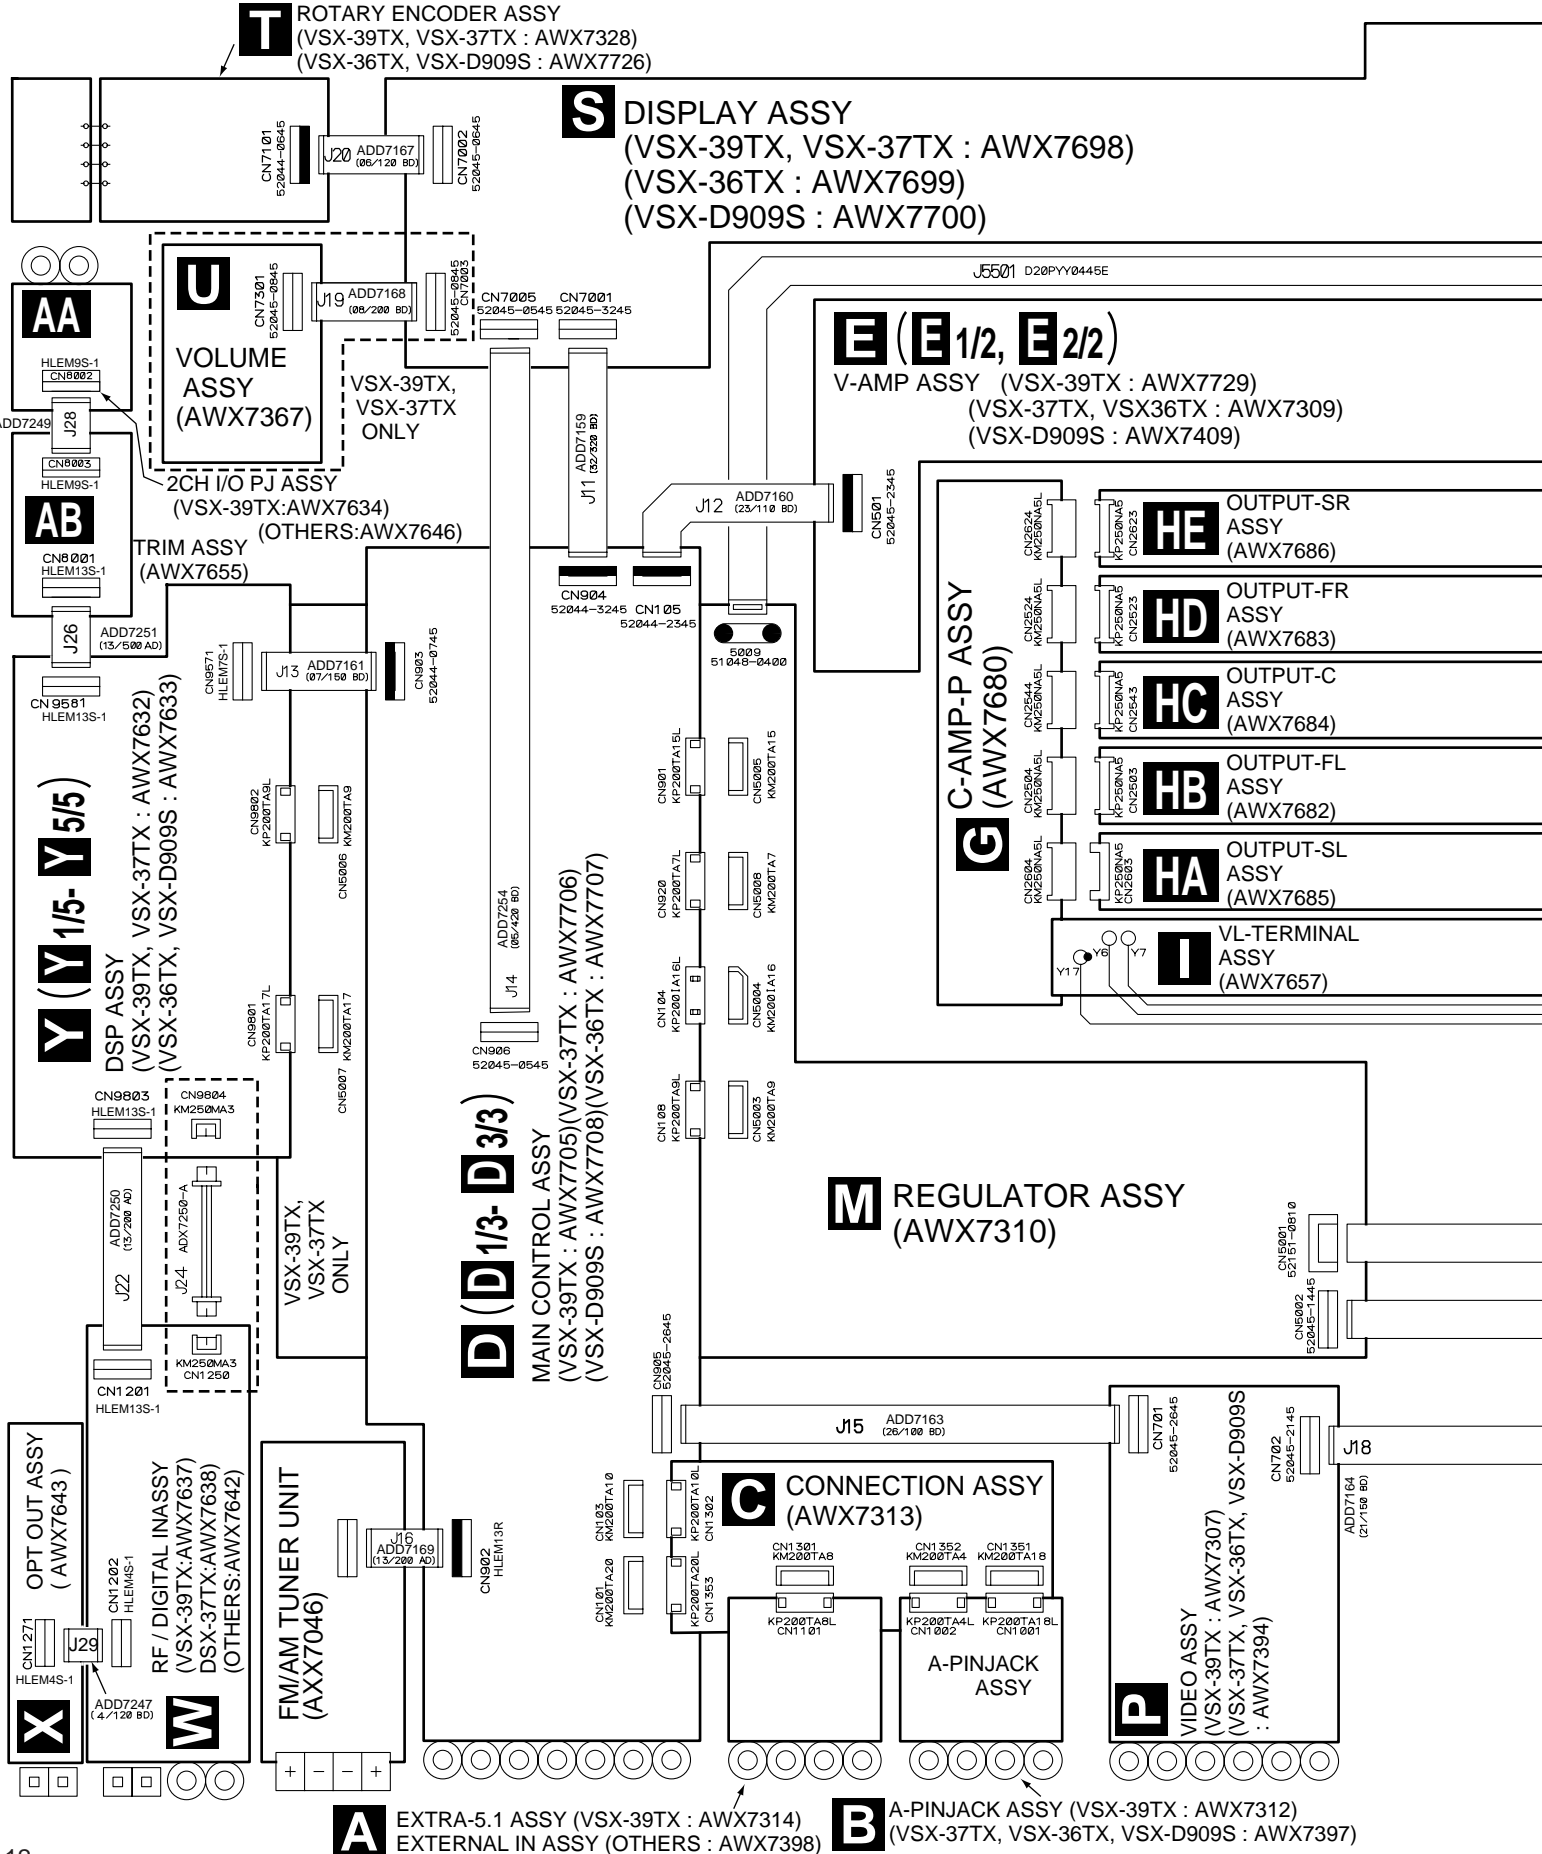 T
ROTARY ENCODER ASSY
(VSX-39TX, VSX-37TX : AWX7328)
(VSX-36TX, VSX-D909S : AWX7726)
S
DISPLAY ASSY
(VSX-39TX, VSX-37TX : AWX7698)
(VSX-36TX : AWX7699)
(VSX-D909S : AWX7700)
CN7101
52044-0645
J20 ADD7167
(06/120 BD)
CN7002
52045-0645
J5501 D20PYY0445E
U
VOLUME
ASSY
(AWX7367)
CN7301
52045-0845
J19 ADD7168
(08/200 BD)
52045-0845
CN7003
VSX-39TX,
VSX-37TX
ONLY
CN7005
52045-0545
CN7001
52045-3245
E (E 1/2, E 2/2)
V-AMP ASSY (VSX-39TX : AWX7729)
(VSX-37TX, VSX36TX : AWX7309)
(VSX-D909S : AWX7409)
AA
HLEM9S-1
CN8002
ADD7249
J28
CN8003
HLEM9S-1
2CH I/O PJ ASSY
(VSX-39TX:AWX7634)
(OTHERS:AWX7646)
AB
TRIM ASSY
(AWX7655)
CN8001
HLEM13S-1
J26
ADD7251
(13/500 AD)
CN9581
HLEM13S-1
J11
ADD7159
(32/320 BD)
J12
ADD7160
(23/110 BD)
CN501
52045-2345
CN904
52044-3245
CN105
52044-2345
5009
51048-0400
CN9571
HLEM7S-1
J13 ADD7161
(07/150 BD)
CN903
52044-0745
G
C-AMP-P ASSY
(AWX7680)
CN2624
KM250NA5L
KP250NA5
CN2623
HE
OUTPUT-SR
ASSY
(AWX7686)
CN2524
KM250NA5L
KP250NA5
CN2523
HD
OUTPUT-FR
ASSY
(AWX7683)
CN2544
KM250NA5L
KP250NA5
CN2543
HC
OUTPUT-C
ASSY
(AWX7684)
CN2504
KM250NA5L
KP250NA5
CN2503
HB
OUTPUT-FL
ASSY
(AWX7682)
CN2604
KM250NA5L
KP250NA5
CN2603
HA
OUTPUT-SL
ASSY
(AWX7685)
Y17
Y6
Y7
I
VL-TERMINAL
ASSY
(AWX7657)
Y (Y 1/5- Y 5/5)
DSP ASSY
(VSX-39TX, VSX-37TX : AWX7632)
(VSX-36TX, VSX-D909S : AWX7633)
CN9802
KP200TA9L
KM200TA9
CN5006
CN9801
KP200TA17L
KM200TA17
CN5007
CN901
KP200TA15L
CN5005
KM200TA15
CN920
KP200TA7L
CN5008
KM200TA7
CN104
KP200IA16L
CN5004
KM200IA16
CN108
KP200TA9L
CN5003
KM200TA9
J14
ADD7254
(05/420 BD)
CN906
52045-0545
D (D 1/3- D 3/3)
MAIN CONTROL ASSY
(VSX-39TX : AWX7705)(VSX-37TX : AWX7706)
(VSX-D909S : AWX7708)(VSX-36TX : AWX7707)
CN9803
HLEM13S-1
CN9804
KM250MA3
J22
ADD7250
(13/200 AD)
J24 ADX7250-A
KM250MA3
CN1250
VSX-39TX,
VSX-37TX
ONLY
CN1201
HLEM13S-1
M
REGULATOR ASSY
(AWX7310)
CN5001
52151-0810
CN5002
52045-1445
CN905
52045-2645
J15
ADD7163
(26/100 BD)
CN701
52045-2645
CN702
52045-2145
J18
ADD7164
(21/150 BD)
P
VIDEO ASSY
(VSX-39TX : AWX7307)
(VSX-37TX, VSX-36TX, VSX-D909S
: AWX7394)
C
CONNECTION ASSY
(AWX7313)
CN103
KM200TA10
KP200TA10L
CN1302
CN101
KM200TA20
KP200TA20L
CN1353
CN1301
KM200TA8
KP200TA8L
CN1101
CN1352
KM200TA4
KP200TA4L
CN1002
CN1351
KM200TA18
KP200TA18L
CN1001
A-PINJACK
ASSY
X
OPT OUT ASSY
( AWX7643 )
CN1271
HLEM4S-1
J29
ADD7247
( 4/120 BD)
CN1202
HLEM4S-1
W
RF / DIGITAL INASSY
(VSX-39TX:AWX7637)
DSX-37TX:AWX7638)
(OTHERS:AWX7642)
FM/AM TUNER UNIT
(AXX7046)
J16
ADD7169
(13/200 AD)
CN902
HLEM13R
+ − − +
A
EXTRA-5.1 ASSY (VSX-39TX : AWX7314)
EXTERNAL IN ASSY (OTHERS : AWX7398)
B
A-PINJACK ASSY (VSX-39TX : AWX7312)
(VSX-37TX, VSX-36TX, VSX-D909S : AWX7397)